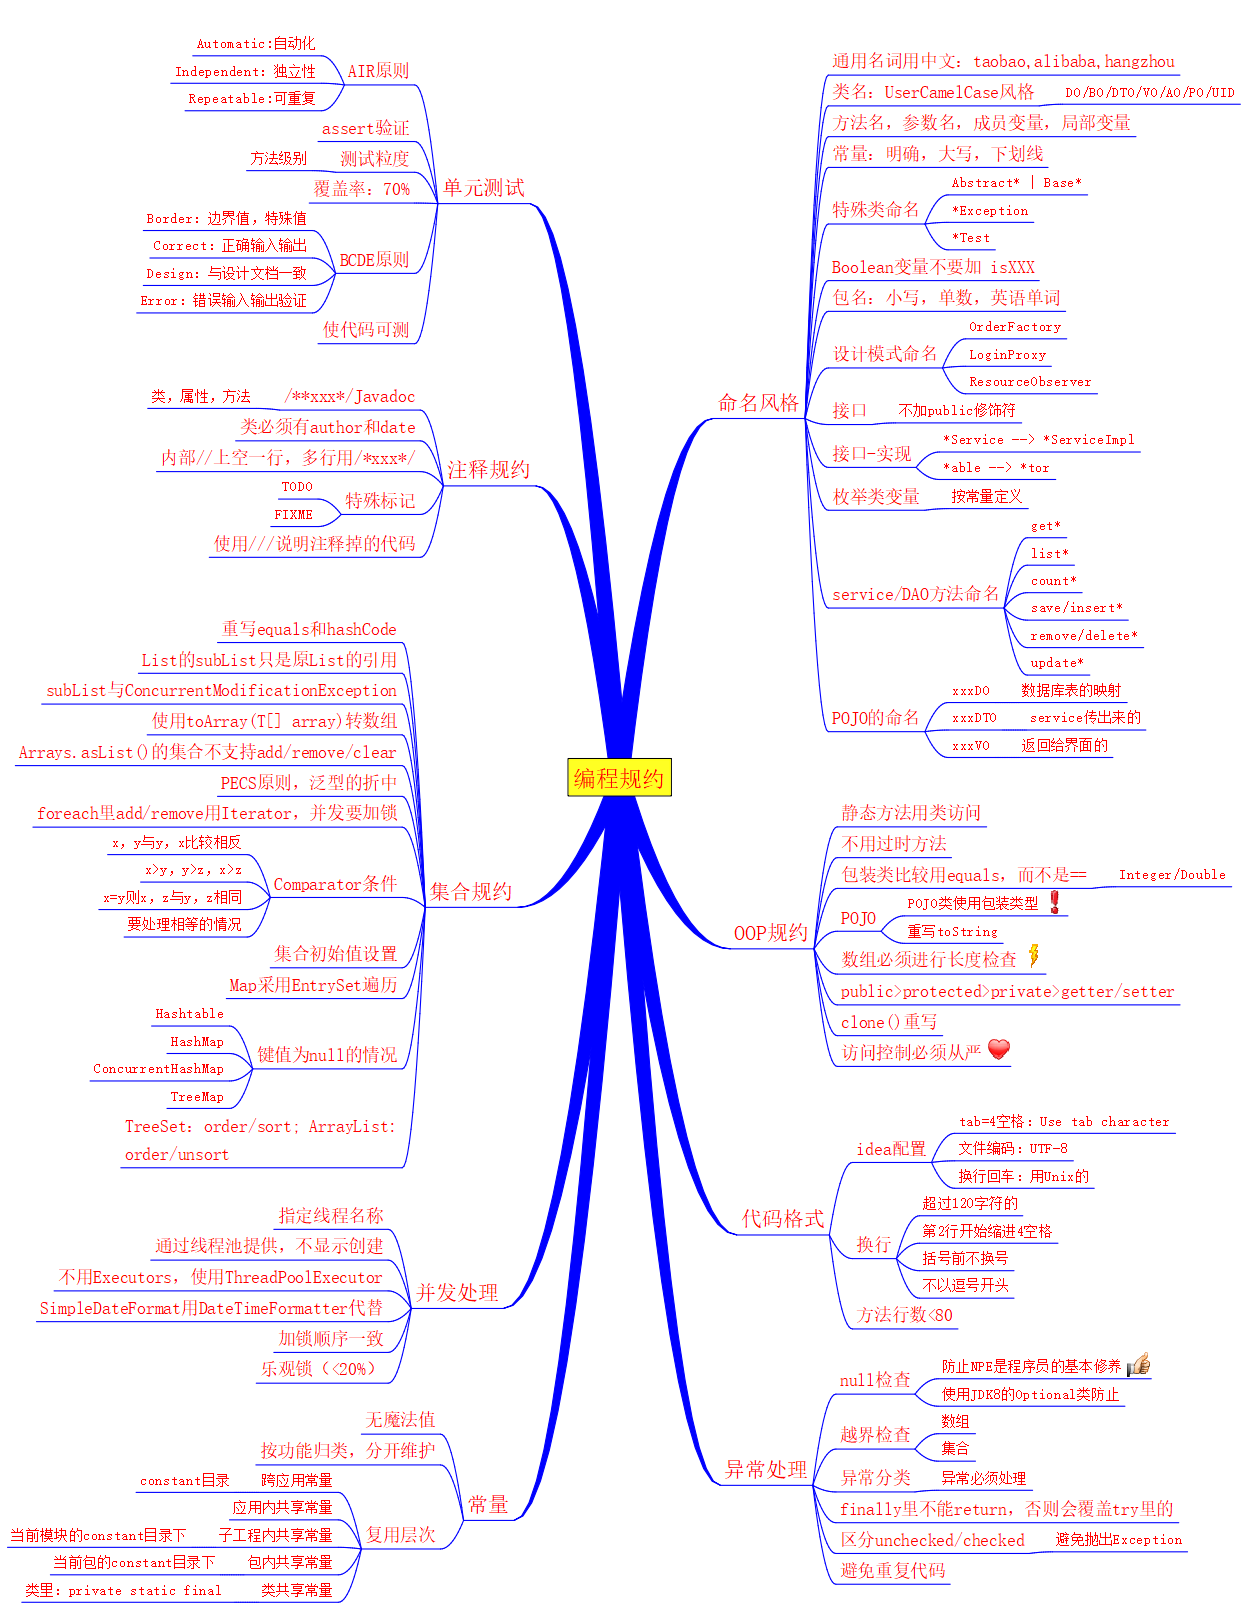 编程规约
命名风格
通用名词用中文：taobao,alibaba,hangzhou
类名：UserCamelCase风格
DO/BO/DTO/VO/AO/PO/UID
方法名，参数名，成员变量，局部变量
常量：明确，大写，下划线
特殊类命名
Abstract* | Base*
*Exception
*Test
Boolean变量不要加 isXXX
包名：小写，单数，英语单词
设计模式命名
OrderFactory
LoginProxy
ResourceObserver
接口
不加public修饰符
接口-实现
*Service --> *ServiceImpl
*able --> *tor
枚举类变量
按常量定义
service/DAO方法命名
get*
list*
count*
save/insert*
remove/delete*
update*
POJO的命名
xxxDO
数据库表的映射
xxxDTO
service传出来的
xxxVO
返回给界面的
OOP规约
静态方法用类访问
不用过时方法
包装类比较用equals，而不是==
Integer/Double
POJO
POJO类使用包装类型
重写toString
数组必须进行长度检查
public>protected>private>getter/setter
clone()重写
访问控制必须从严
代码格式
idea配置
tab=4空格：Use tab character
文件编码：UTF-8
换行回车：用Unix的
换行
超过120字符的
第2行开始缩进4空格
括号前不换号
不以逗号开头
方法行数<80
异常处理
null检查
防止NPE是程序员的基本修养
使用JDK8的Optional类防止
越界检查
数组
集合
异常分类
异常必须处理
finally里不能return，否则会覆盖try里的
区分unchecked/checked
避免抛出Exception
避免重复代码
单元测试
AIR原则
Automatic:自动化
Independent：独立性
Repeatable:可重复
assert验证
测试粒度
方法级别
覆盖率：70%
BCDE原则
Border：边界值，特殊值
Correct：正确输入输出
Design：与设计文档一致
Error：错误输入输出验证
使代码可测
注释规约
/**xxx*/Javadoc
类，属性，方法
类必须有author和date
内部//上空一行，多行用/*xxx*/
特殊标记
TODO
FIXME
使用///说明注释掉的代码
集合规约
重写equals和hashCode
List的subList只是原List的引用
subList与ConcurrentModificationException
使用toArray(T[] array)转数组
Arrays.asList()的集合不支持add/remove/clear
PECS原则，泛型的折中
foreach里add/remove用Iterator，并发要加锁
Comparator条件
x，y与y，x比较相反
x>y，y>z，x>z
x=y则x，z与y，z相同
要处理相等的情况
集合初始值设置
Map采用EntrySet遍历
键值为null的情况
Hashtable
HashMap
ConcurrentHashMap
TreeMap
TreeSet：order/sort; ArrayList:
order/unsort
并发处理
指定线程名称
通过线程池提供，不显示创建
不用Executors，使用ThreadPoolExecutor
SimpleDateFormat用DateTimeFormatter代替
加锁顺序一致
乐观锁（<20%）
常量
无魔法值
按功能归类，分开维护
复用层次
跨应用常量
constant目录
应用内共享常量
子工程内共享常量
当前模块的constant目录下
包内共享常量
当前包的constant目录下
类共享常量
类里：private static final